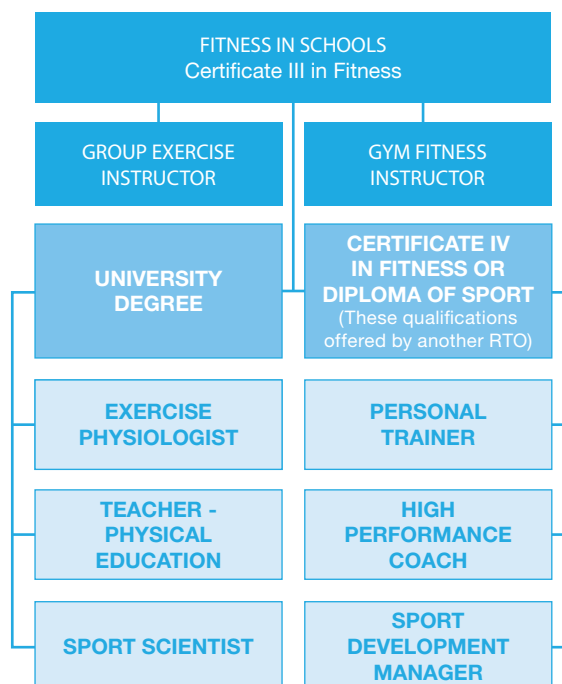 FITNESS IN SCHOOLS
Certificate III in Fitness
GROUP EXERCISE
INSTRUCTOR
GYM FITNESS
INSTRUCTOR
UNIVERSITY
DEGREE
CERTIFICATE IV
IN FITNESS OR
DIPLOMA OF SPORT
(These qualifications
offered by another RTO)
EXERCISE
PHYSIOLOGIST
PERSONAL
TRAINER
TEACHER -
PHYSICAL
EDUCATION
HIGH
PERFORMANCE
COACH
SPORT SCIENTIST
SPORT
DEVELOPMENT
MANAGER